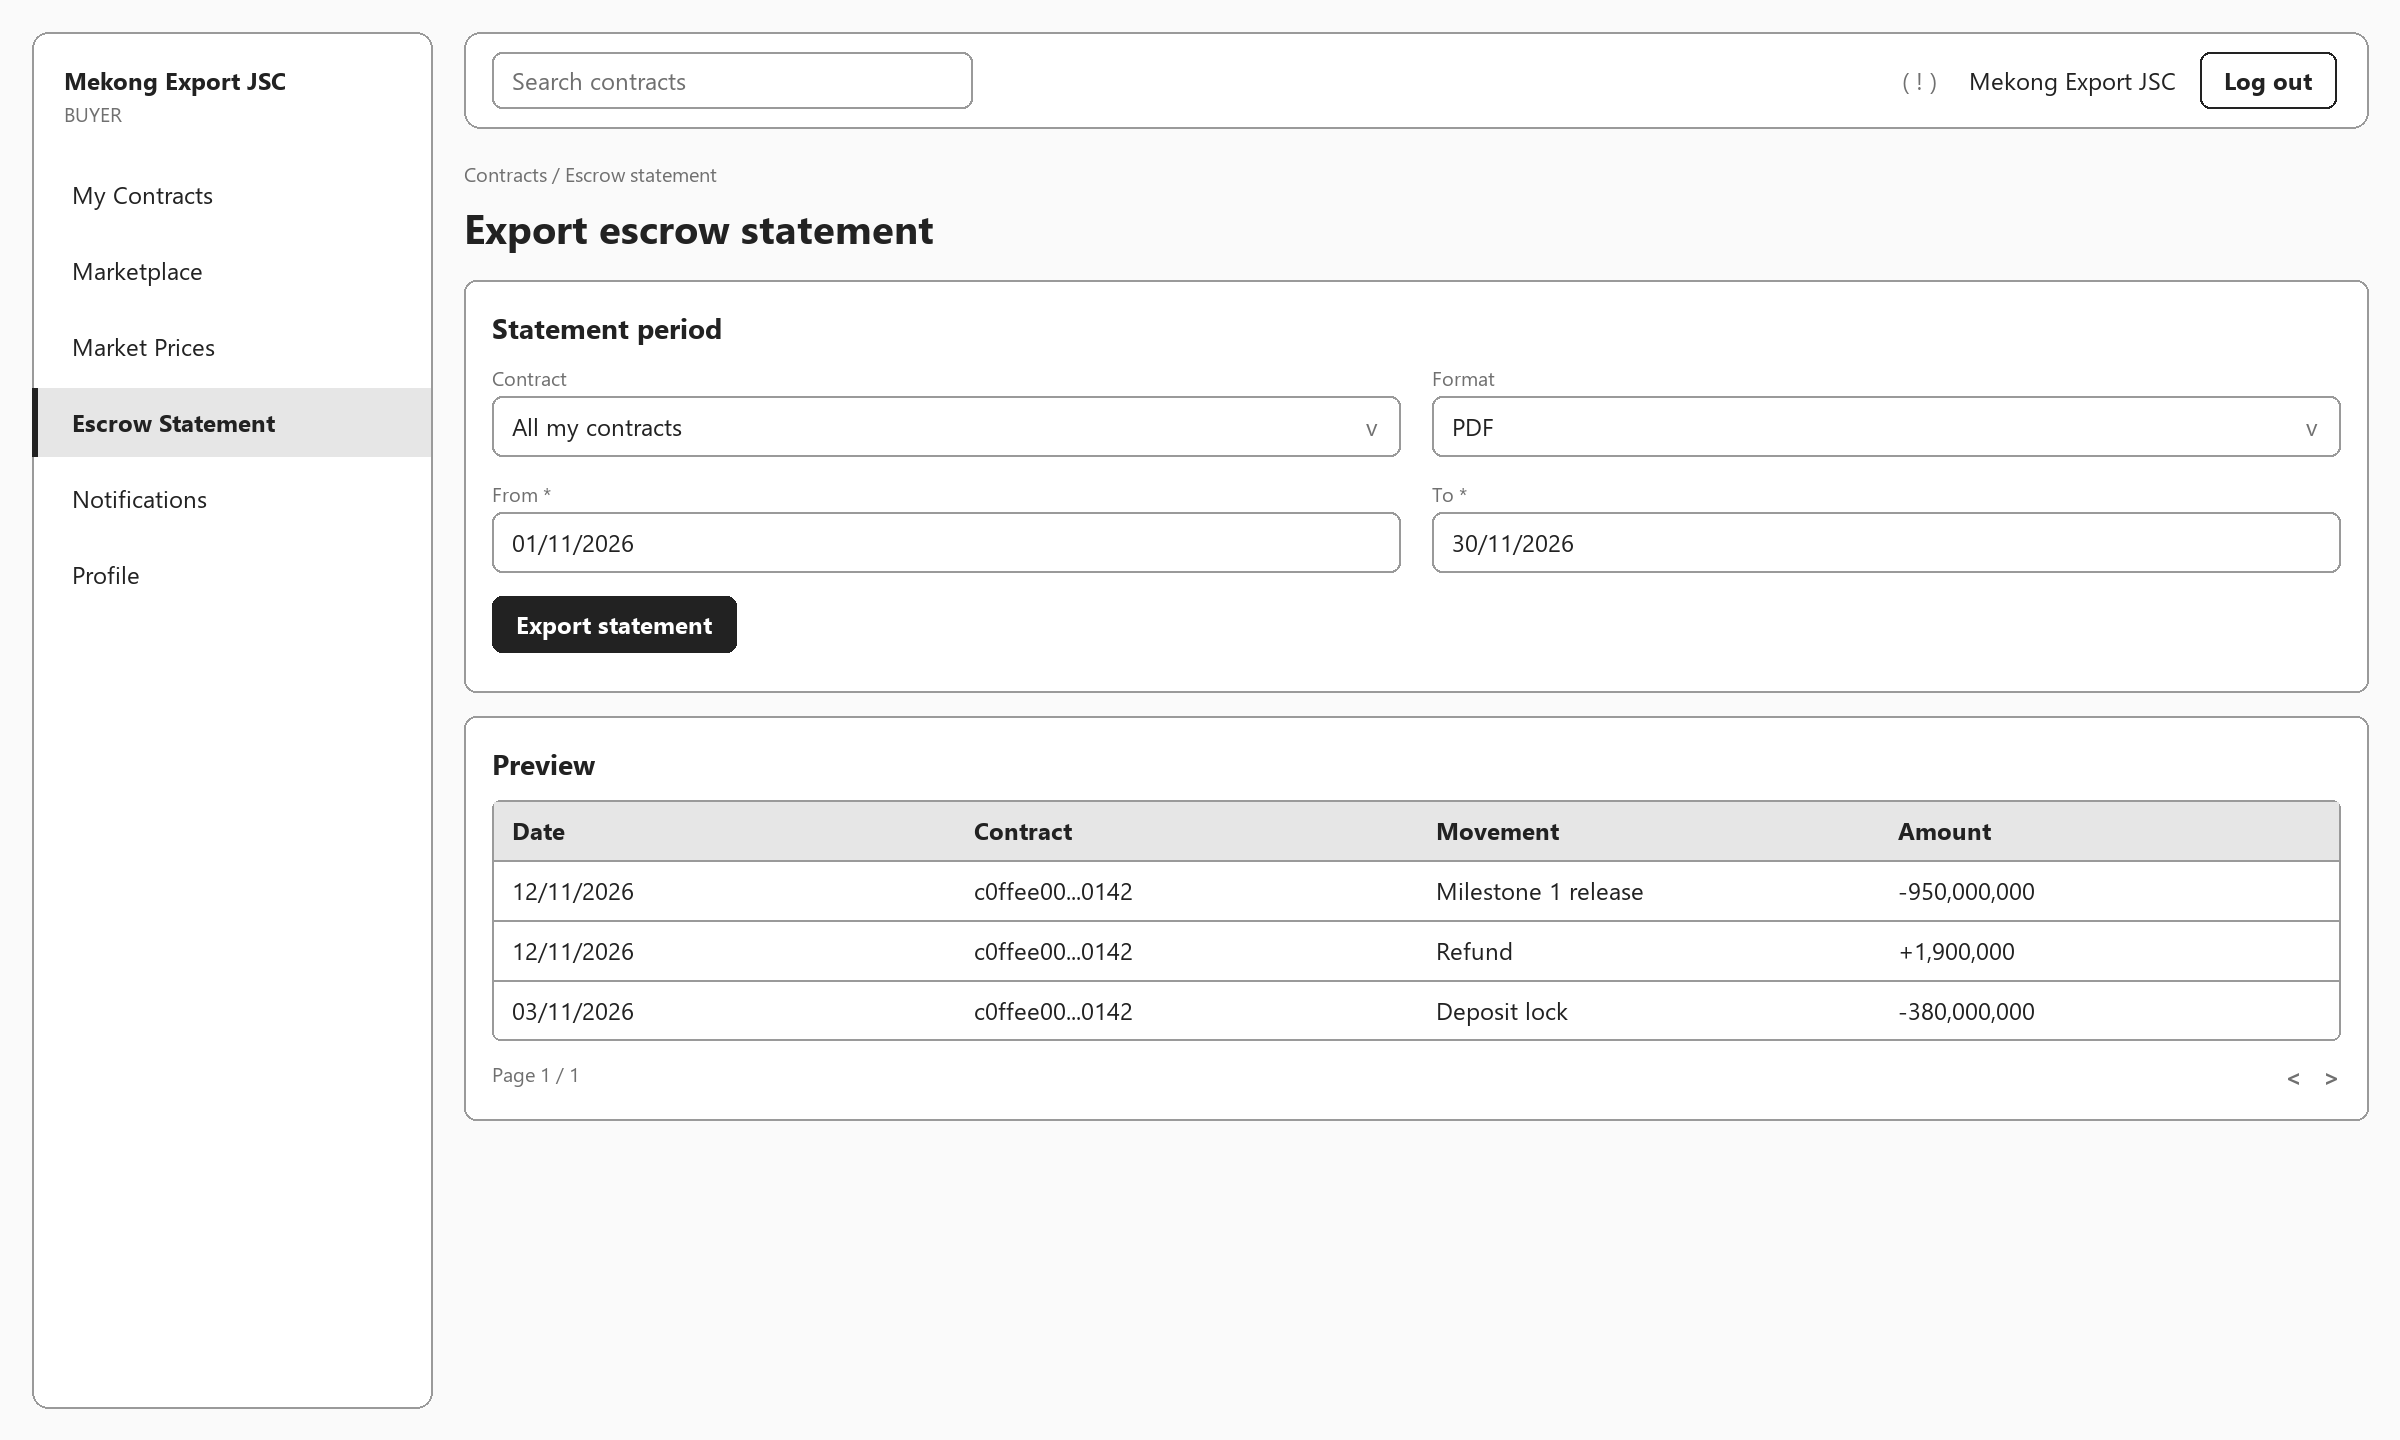 Mekong Export JSC
BUYER
My Contracts
Marketplace
Market Prices
Escrow Statement
Notifications
Profile
Search contracts
( ! ) Mekong Export JSC Log out
Contracts / Escrow statement
Export escrow statement
Statement period
Contract Format
All my contracts v PDF v
From * To *
01/11/2026 30/11/2026
Export statement
Preview
Date Contract Movement Amount
12/11/2026 c0ffee00...0142 Milestone 1 release -950,000,000
12/11/2026 c0ffee00...0142 Refund +1,900,000
03/11/2026 c0ffee00...0142 Deposit lock -380,000,000
Page 1 / 1 < >